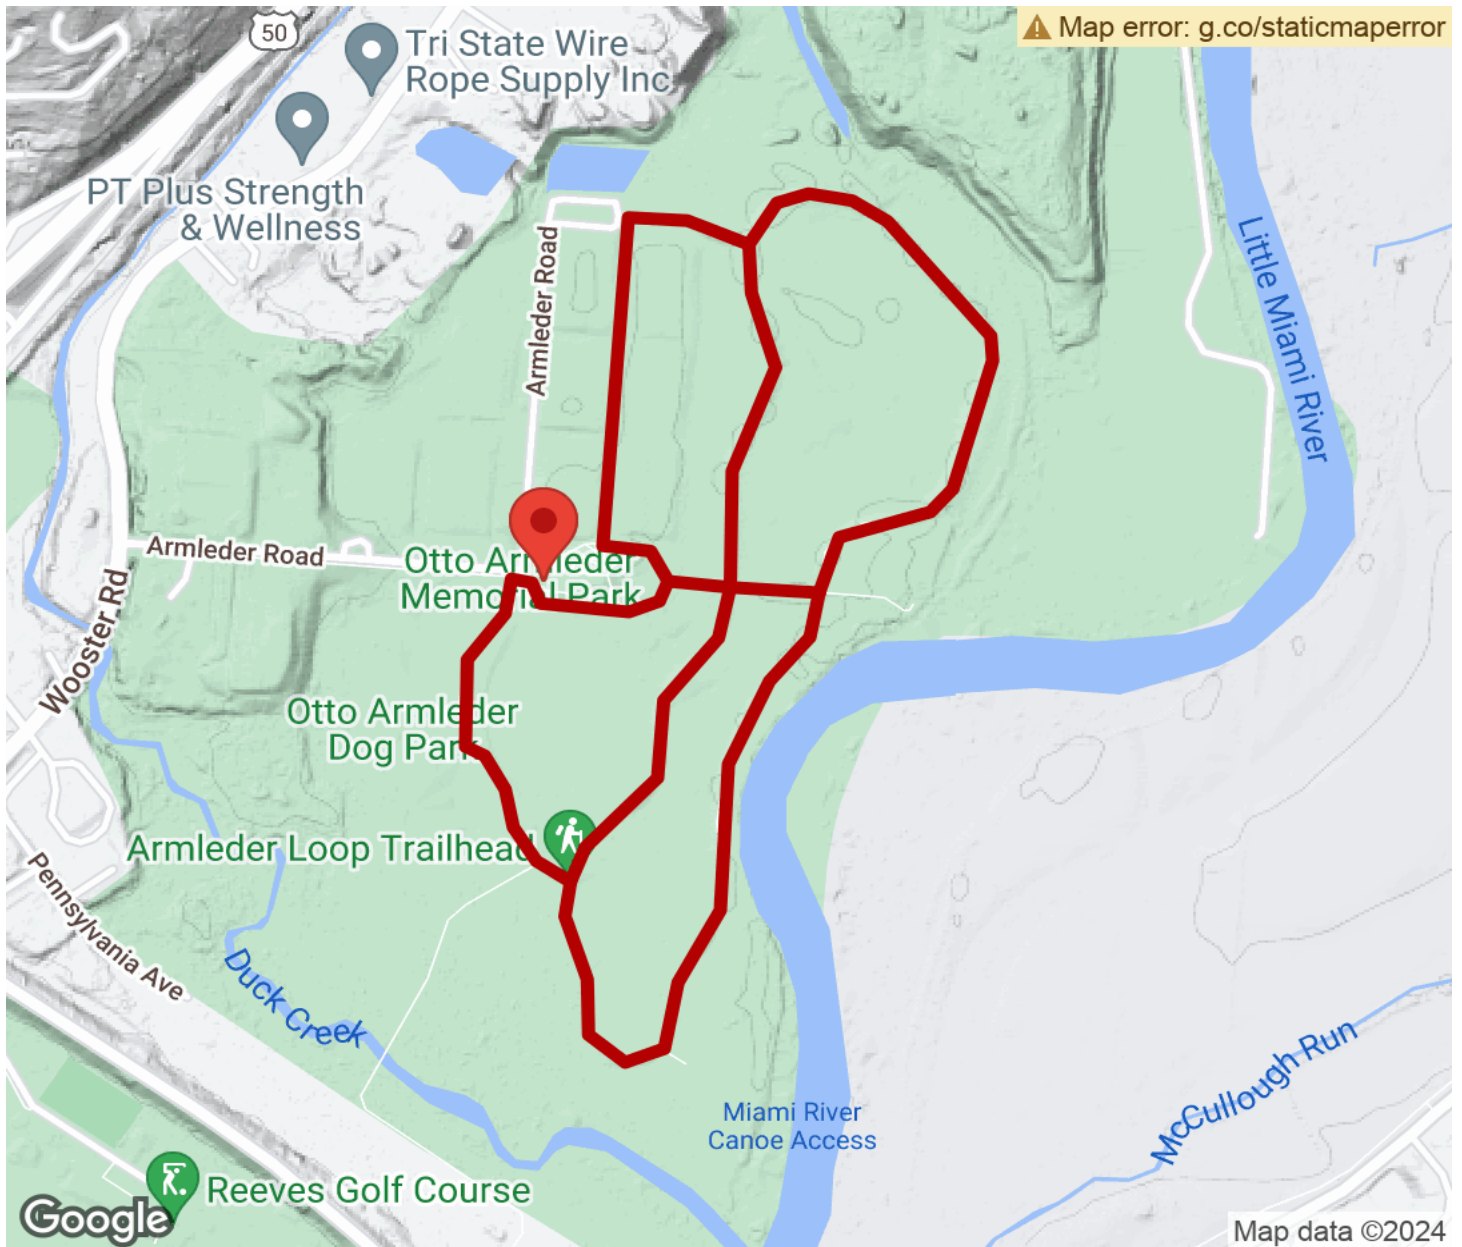 50
Map error: g.co/staticmaperror
Tri State Wire
Rope Supply Inc
PT Plus Strength
& Wellness
Armleder Road
Little Miami River
Armleder Road
Otto Armleder
Memorial Park
Wooster Rd
Otto Armleder
Dog Park
Armleder Loop Trailhead
Pennsylvania Ave
Duck Creek
Miami River
Canoe Access
McCullough Run
Reeves Golf Course
Google
Map data ©2024